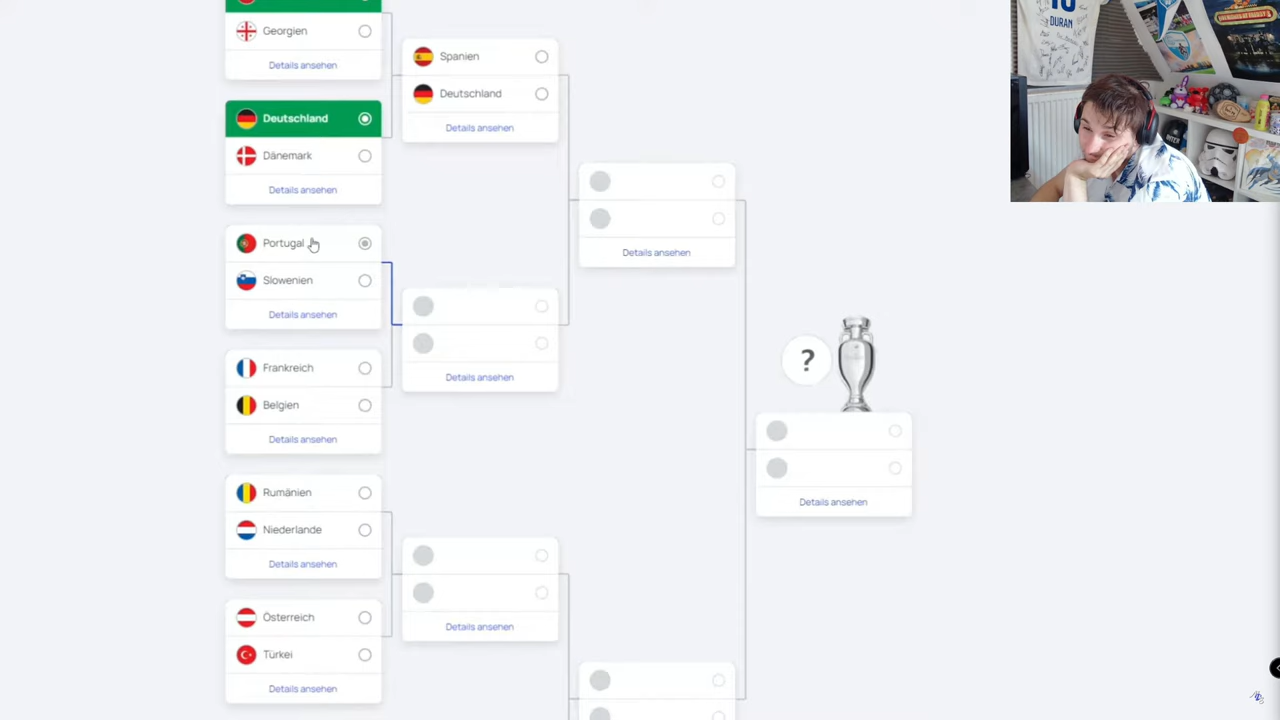 Georgien
Details ansehen
Deutschland
Dänemark
Details ansehen
Portugal
Slowenien
Details ansehen
Frankreich
Belgien
Details ansehen
Rumänien
Niederlande
Details ansehen
Österreich
Türkei
Details ansehen
Spanien
Deutschland
Details ansehen
Details ansehen
Details ansehen
Details ansehen
?
Details ansehen
DURAN